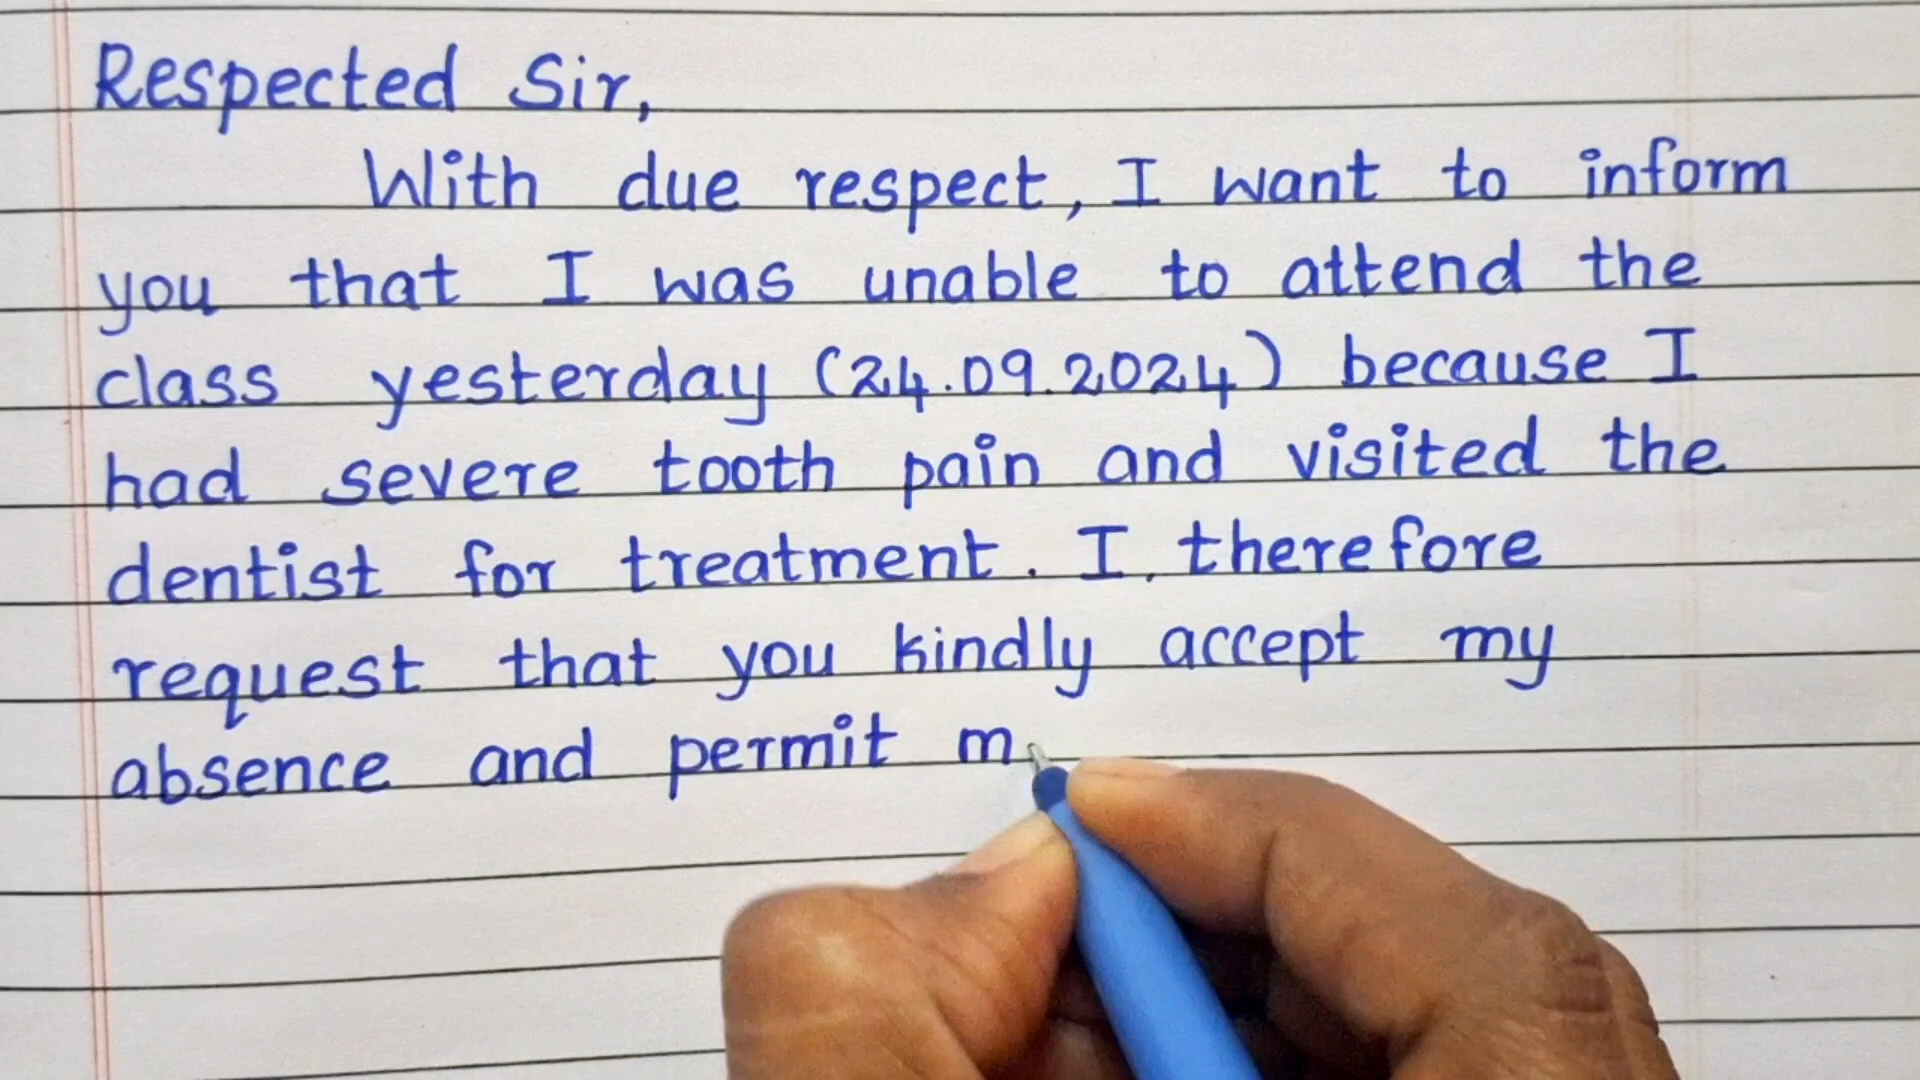 Respected Sir,
With due respect, I want to inform
you that I was unable to attend the
class yesterday (24.09.2024) because I
had severe tooth pain and visited the
dentist for treatment. I, therefore
request that you kindly accept my
absence and permit m